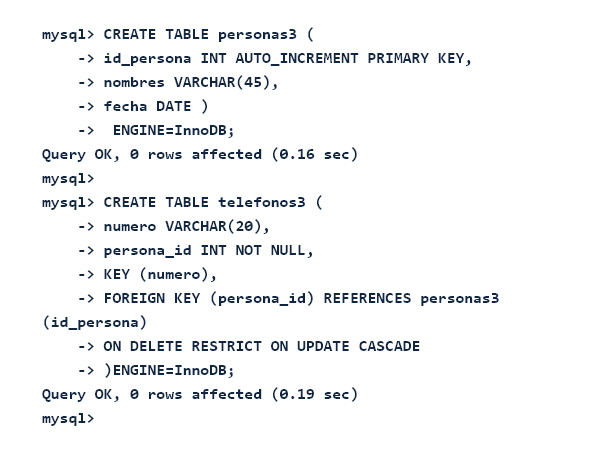 mysql> CREATE TABLE personas3 (
    -> id_persona INT AUTO_INCREMENT PRIMARY KEY,
    -> nombres VARCHAR(45),
    -> fecha DATE )
    ->  ENGINE=InnoDB;
Query OK, 0 rows affected (0.16 sec)
mysql>
mysql> CREATE TABLE telefonos3 (
    -> numero VARCHAR(20),
    -> persona_id INT NOT NULL,
    -> KEY (numero),
    -> FOREIGN KEY (persona_id) REFERENCES personas3
(id_persona)
    -> ON DELETE RESTRICT ON UPDATE CASCADE
    -> )ENGINE=InnoDB;
Query OK, 0 rows affected (0.19 sec)
mysql>